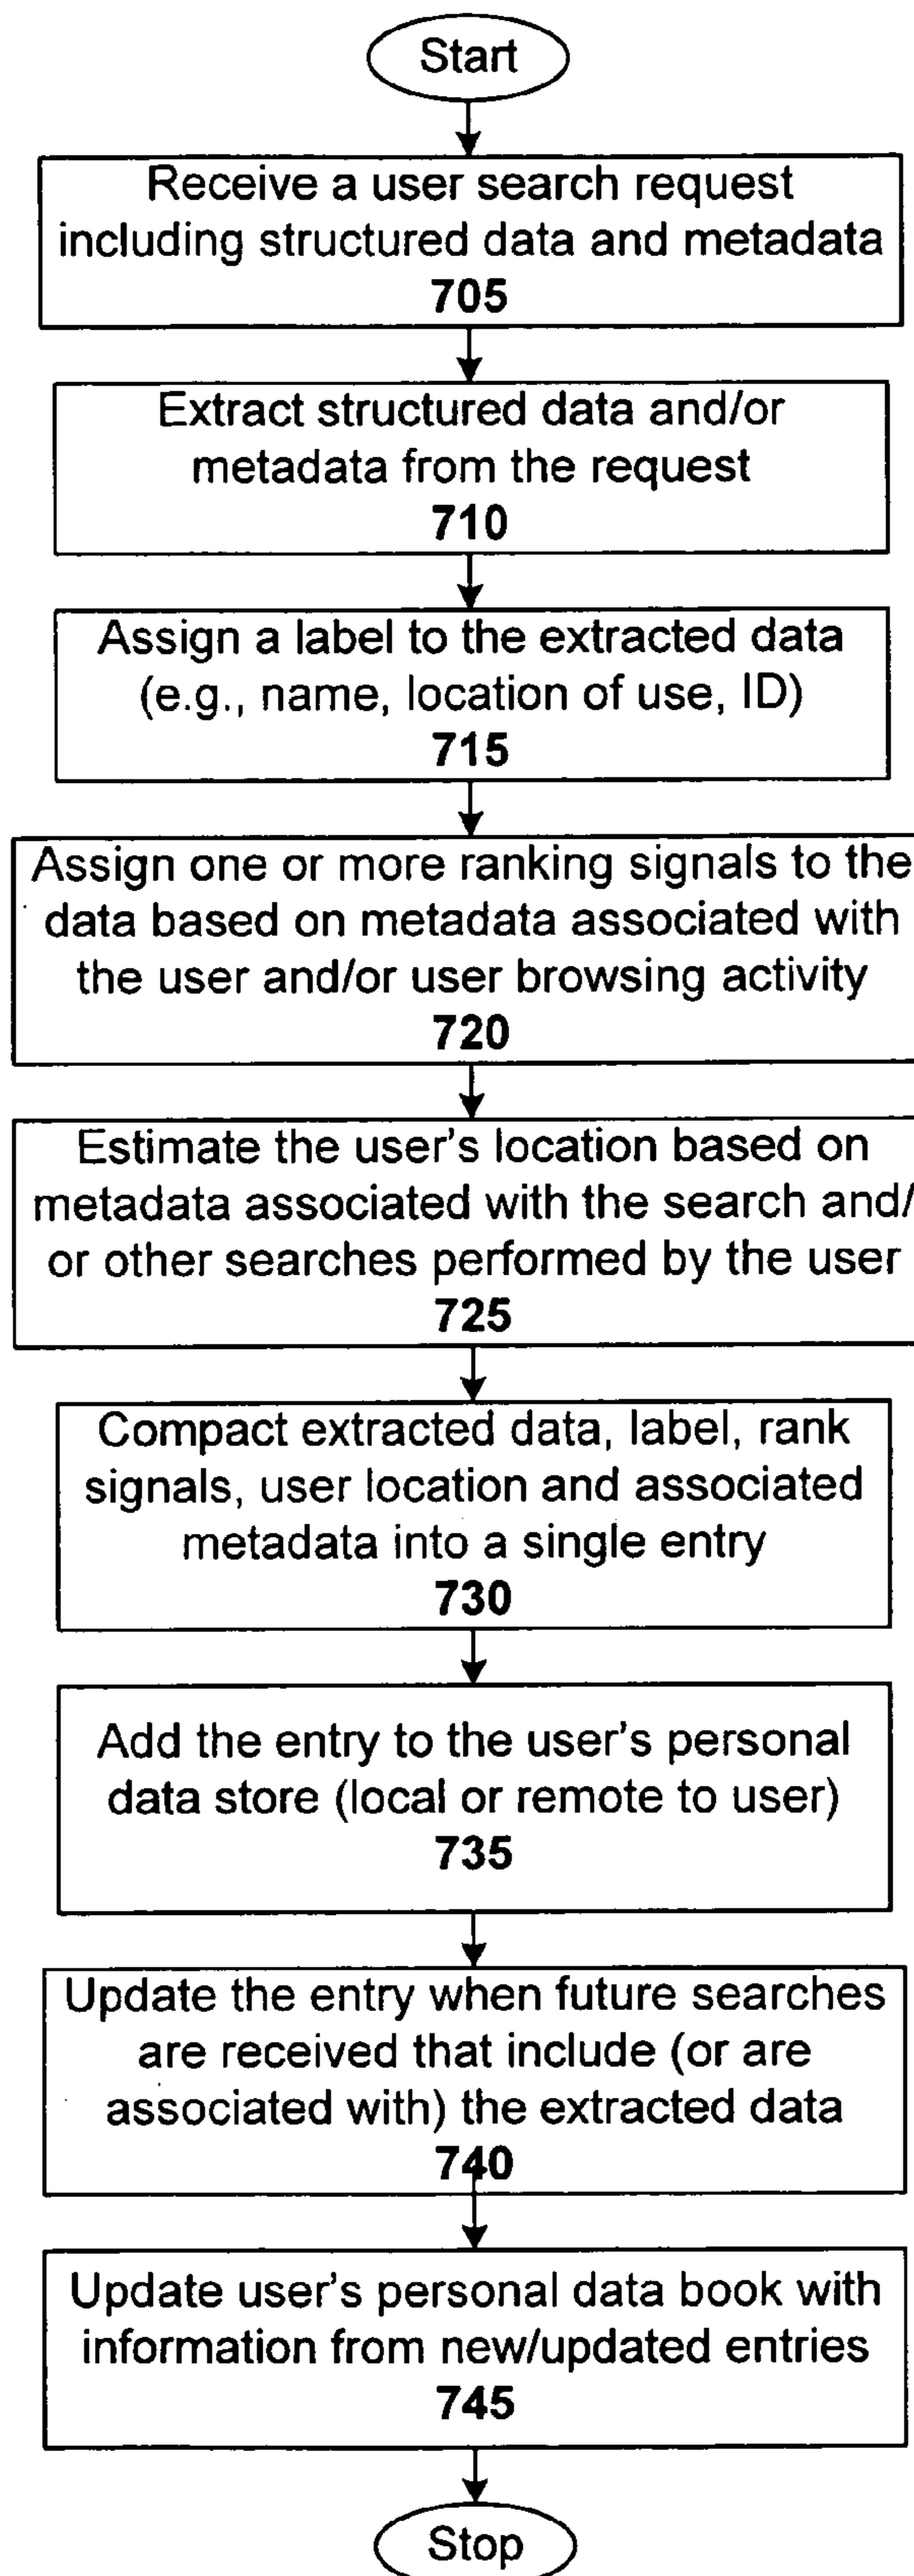 Start
Receive a user search request
including structured data and metadata
705
Extract structured data and/or
metadata from the request
710
Assign a label to the extracted data
(e.g., name, location of use, ID)
715
Assign one or more ranking signals to the
data based on metadata associated with
the user and/or user browsing activity
720
Estimate the user's location based on
metadata associated with the search and/
or other searches performed by the user
725
Compact extracted data, label, rank
signals, user location and associated
metadata into a single entry
730
Add the entry to the user's personal
data store (local or remote to user)
735
Update the entry when future searches
are received that include (or are
associated with) the extracted data
740
Update user's personal data book with
information from new/updated entries
745
Stop